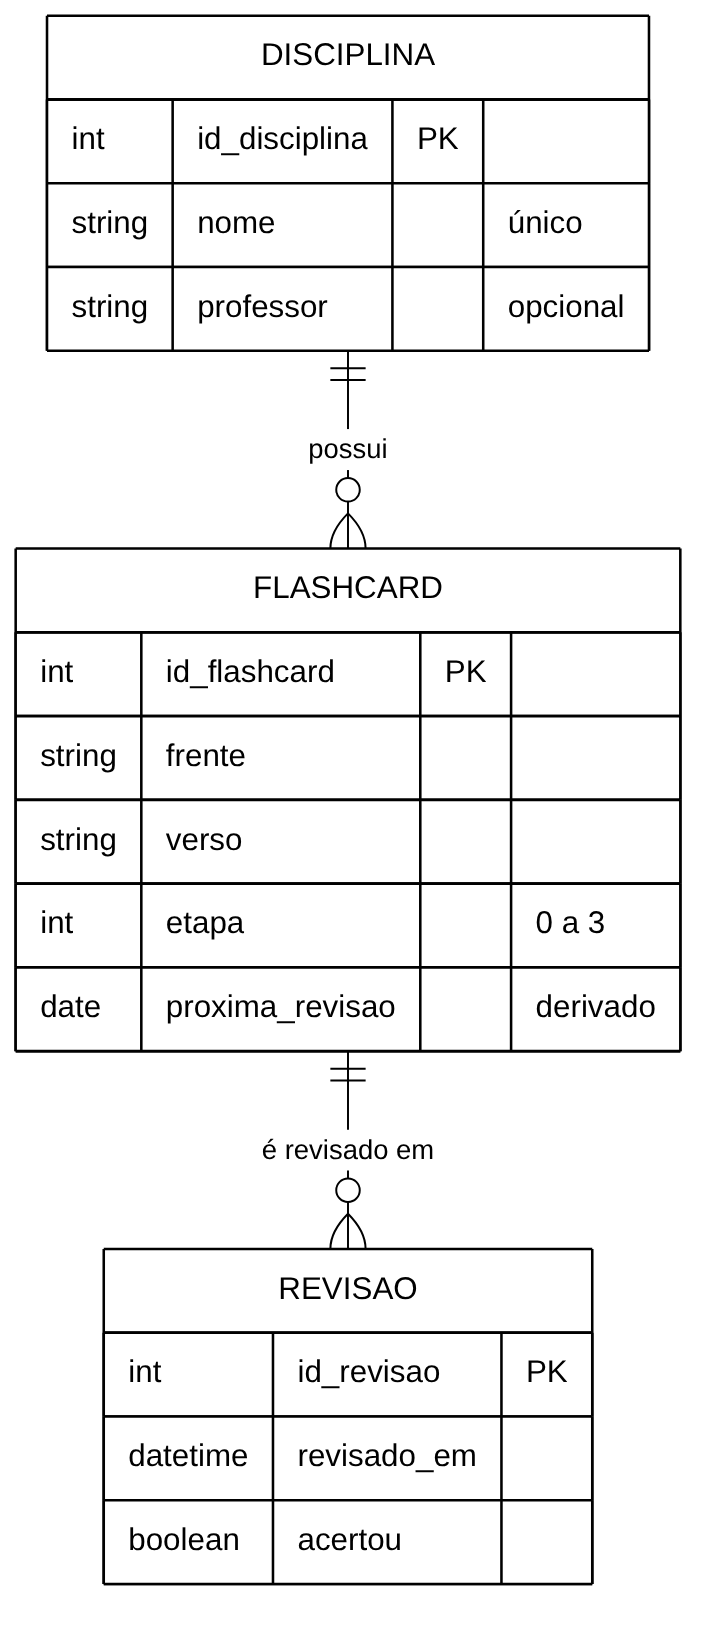 DISCIPLINA
int id_disciplina PK
string nome único
string professor opcional
possui
FLASHCARD
int id_flashcard PK
string frente
string verso
int etapa 0 a 3
date proxima_revisao derivado
é revisado em
REVISAO
int id_revisao PK
datetime revisado_em
boolean acertou